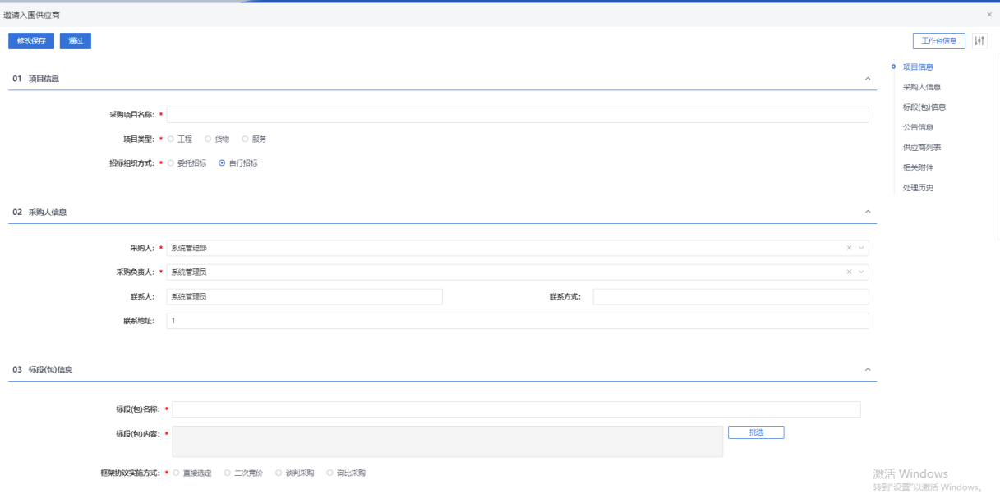 邀请入围供应商 ×
修改保存 通过 工作台信息
01 项目信息
采购项目名称: *
项目类型: * 工程 货物 服务
招标组织方式: * 委托招标 自行招标
项目信息
采购人信息
标段(包)信息
公告信息
供应商列表
相关附件
处理历史
02 采购人信息
采购人: * 系统管理部 ×
采购负责人: * 系统管理员 ×
联系人: 系统管理员 联系方式:
联系地址: 1
03 标段(包)信息
标段(包)名称: *
标段(包)内容: * 挑选
框架协议实施方式: * 直接选定 二次竞价 谈判采购 询比采购
激活 Windows
转到"设置"以激活 Windows。